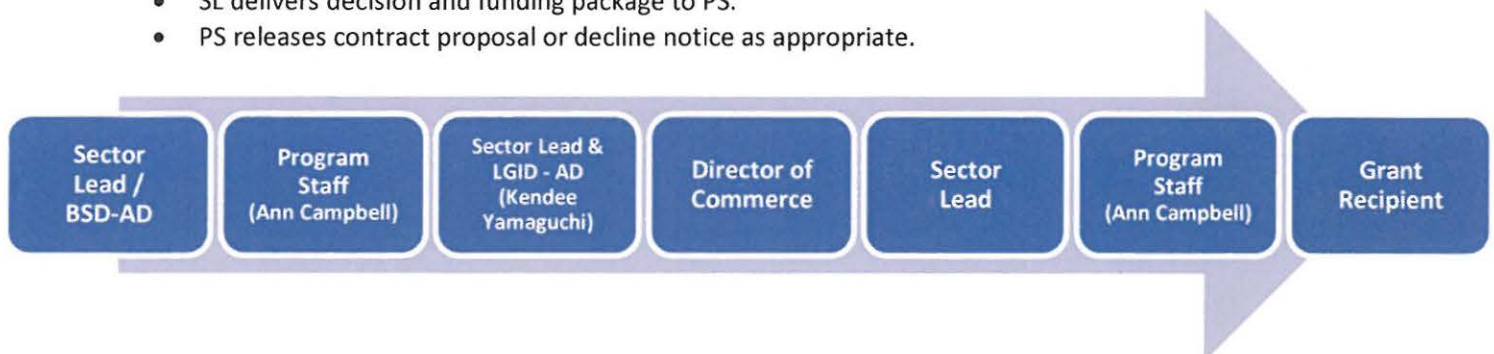 • SL delivers decision and funding package to PS.
• PS releases contract proposal or decline notice as appropriate.
Sector
Lead /
BSD-AD
Program
Staff
(Ann Campbell)
Sector Lead &
LGID - AD
(Kendee
Yamaguchi)
Director of
Commerce
Sector
Lead
Program
Staff
(Ann Campbell)
Grant
Recipient